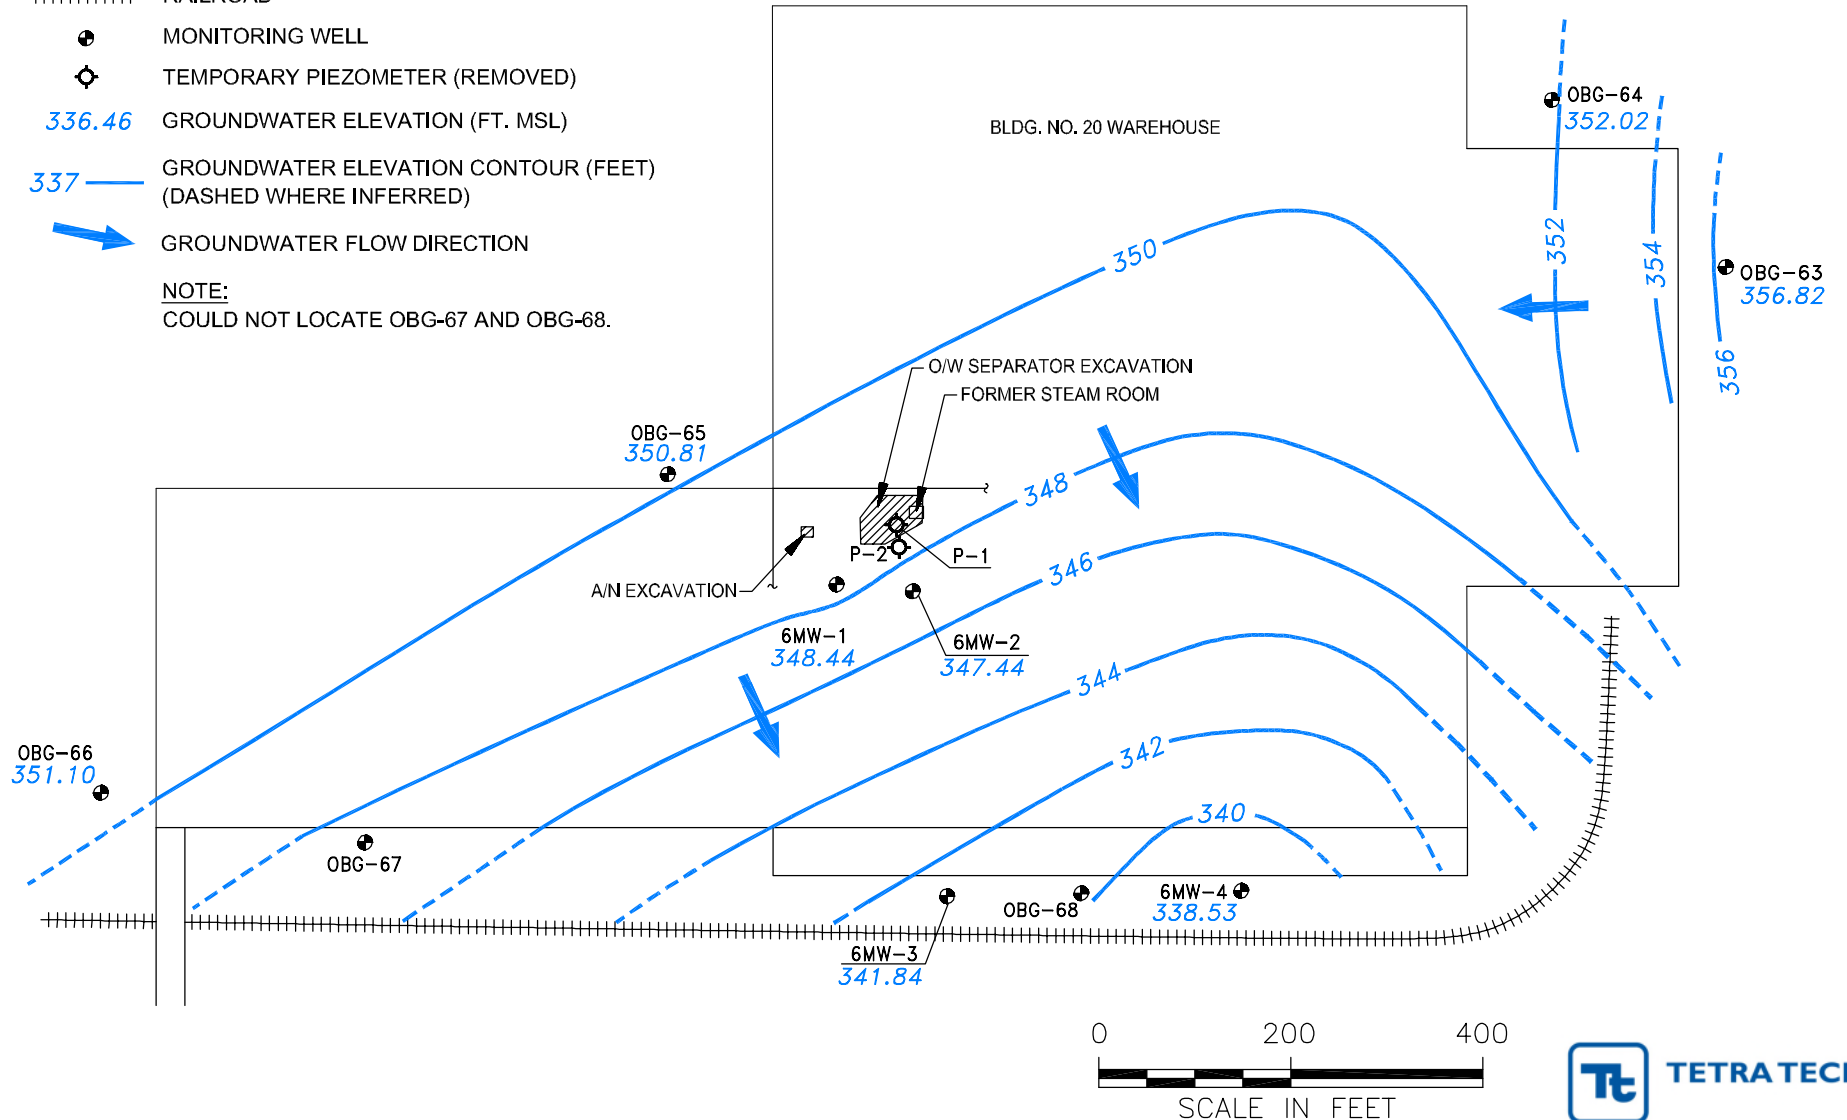 RAILROAD
MONITORING WELL
TEMPORARY PIEZOMETER (REMOVED)
336.46 GROUNDWATER ELEVATION (FT. MSL)
337 GROUNDWATER ELEVATION CONTOUR (FEET)
(DASHED WHERE INFERRED)
GROUNDWATER FLOW DIRECTION
NOTE:
COULD NOT LOCATE OBG-67 AND OBG-68.
BLDG. NO. 20 WAREHOUSE
OBG-64
352.02
OBG-63
356.82
350
352
354
356
O/W SEPARATOR EXCAVATION
FORMER STEAM ROOM
OBG-65
350.81
348
P-2
P-1
346
A/N EXCAVATION
6MW-1
348.44
6MW-2
347.44
344
342
OBG-66
351.10
340
OBG-67
OBG-68
6MW-4
338.53
6MW-3
341.84
0 200 400
SCALE IN FEET
Tt TETRA TECH